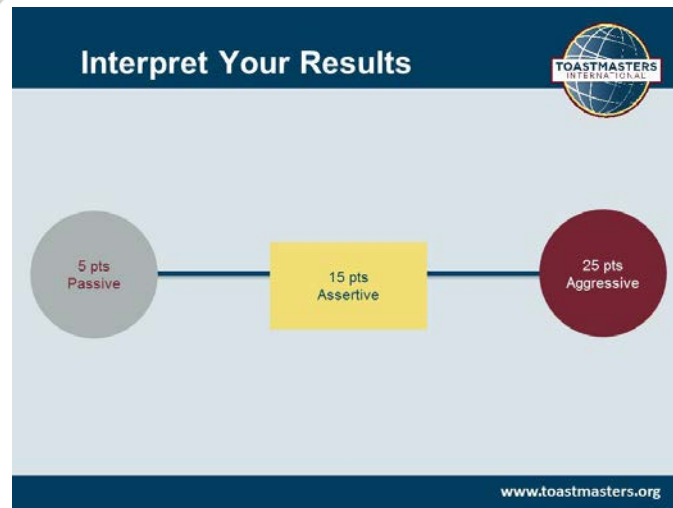 Interpret Your Results
TOASTMASTERS
INTERNATIONAL
5 pts
Passive
15 pts
Assertive
25 pts
Aggressive
www.toastmasters.org